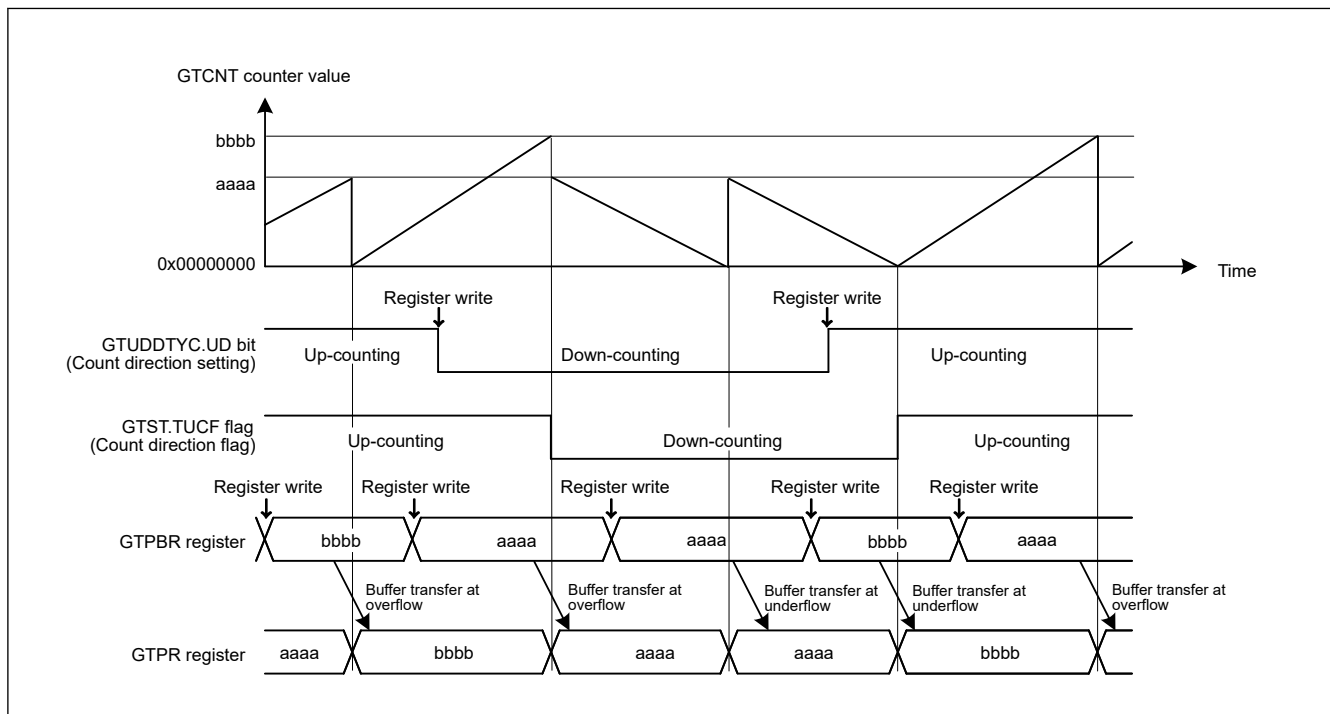 GTCNT counter value
bbbb
aaaa
0x00000000
Time
Register write
Register write
GTUDDTYC.UD bit
(Count direction setting)
Up-counting
Down-counting
Up-counting
GTST.TUCF flag
(Count direction flag)
Up-counting
Down-counting
Up-counting
Register write
Register write
Register write
Register write
Register write
GTPBR register
bbbb
aaaa
aaaa
bbbb
aaaa
Buffer transfer at
overflow
Buffer transfer at
overflow
Buffer transfer at
underflow
Buffer transfer at
underflow
Buffer transfer at
overflow
GTPR register
aaaa
bbbb
aaaa
aaaa
bbbb